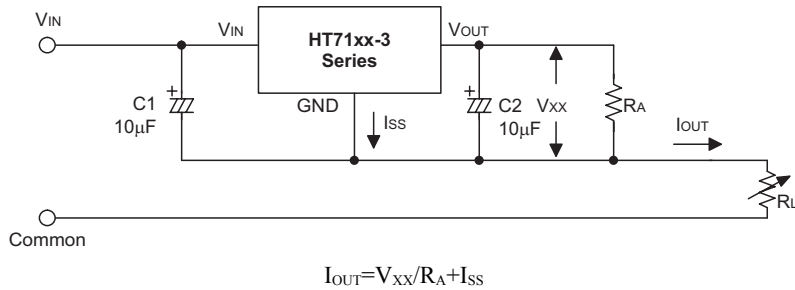 VIN
VIN
HT71xx-3
Series
VOUT
GND
ISS
C1
10μF
C2
10μF
VXX
RA
IOUT
RL
Common
IOUT=VXX/RA+ISS